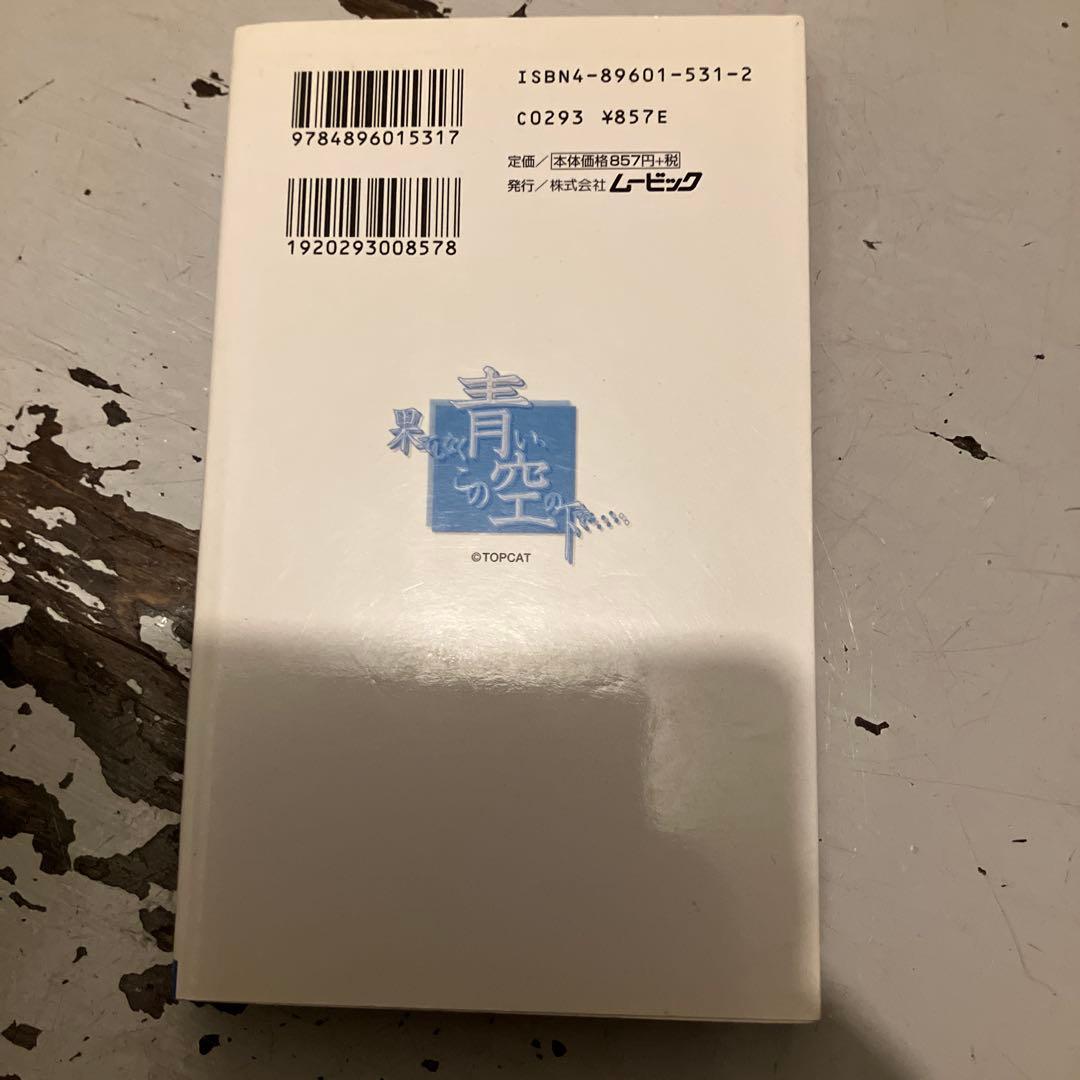 ISBN4-89601-531-2
C0293 ¥857E
9784896015317
定価／本体価格857円+税
発行／株式会社 ムービック
1920293008578
果てなく青い、
この空の下で…。
©TOPCAT